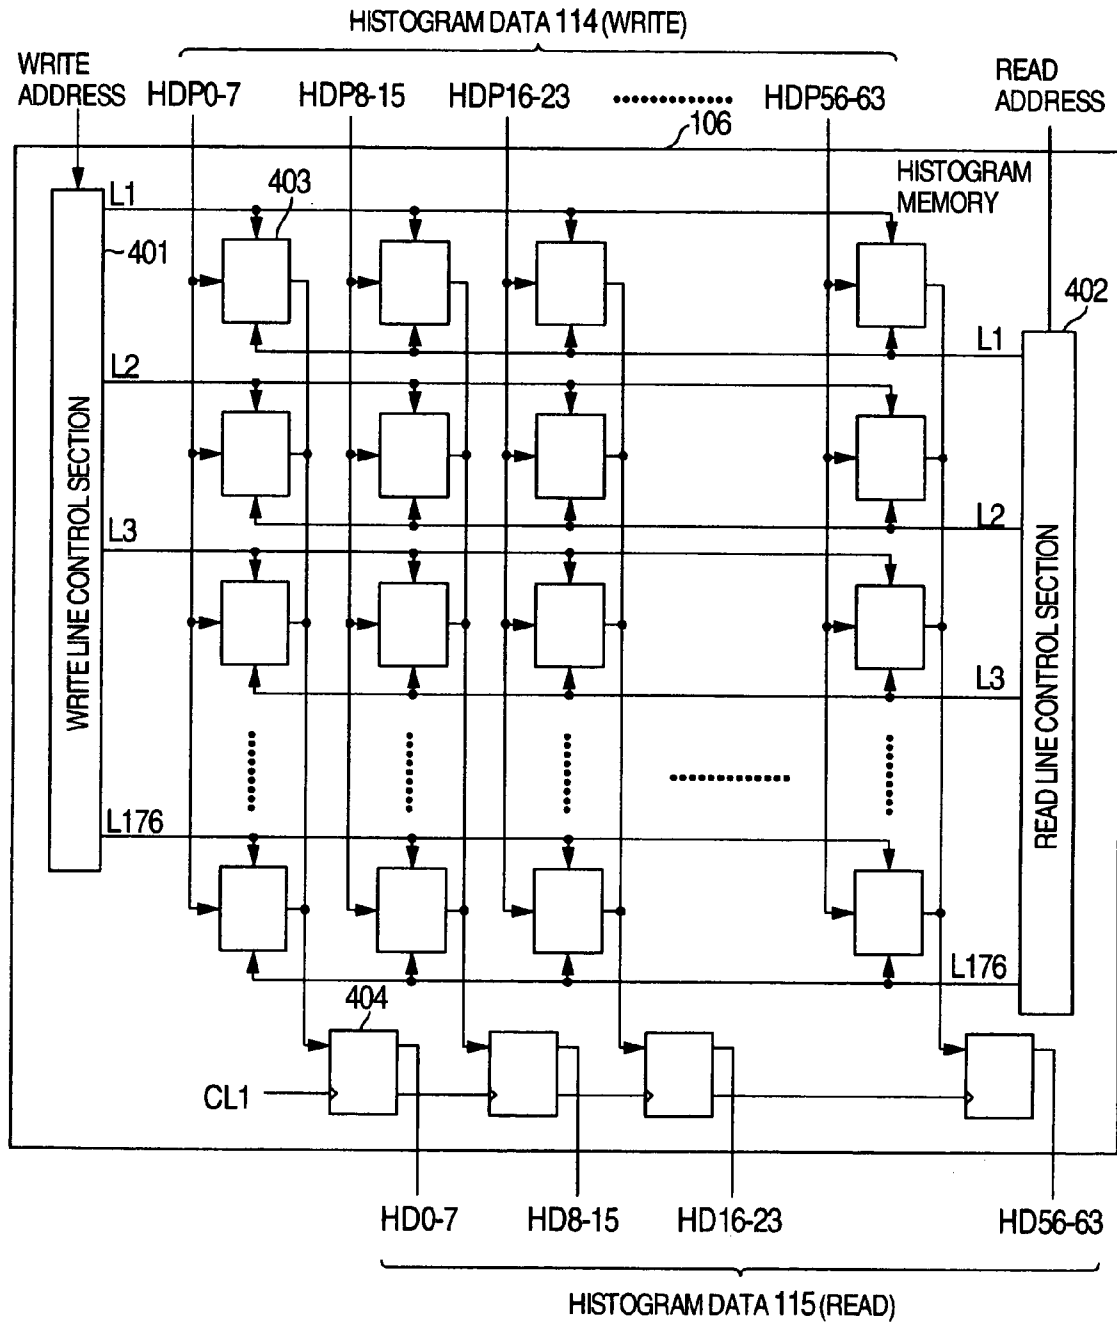 HISTOGRAM DATA 114 (WRITE)
WRITE
ADDRESS
HDP0-7
HDP8-15
HDP16-23
HDP56-63
READ
ADDRESS
106
HISTOGRAM
MEMORY
L1
403
401
402
L1
L2
L2
L3
L3
WRITE LINE CONTROL SECTION
READ LINE CONTROL SECTION
L176
L176
404
CL1
HD0-7
HD8-15
HD16-23
HD56-63
HISTOGRAM DATA 115 (READ)